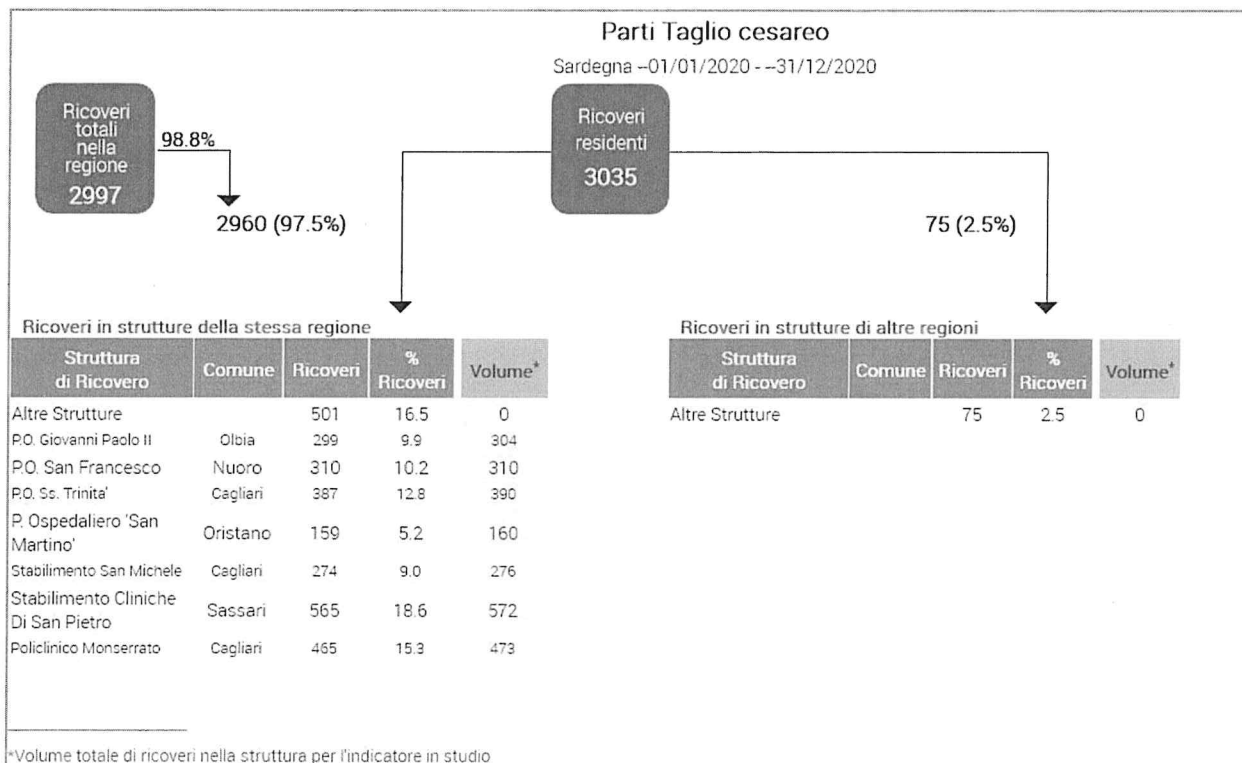 Parti Taglio cesareo
Sardegna --01/01/2020 - --31/12/2020
Ricoveri
totali
nella
regione
2997
98.8%
2960 (97.5%)
Ricoveri
residenti
3035
75 (2.5%)
Ricoveri in strutture della stessa regione
Struttura di Ricovero Comune Ricoveri % Ricoveri Volume*
Altre Strutture 501 16.5 0
P.O. Giovanni Paolo II Olbia 299 9.9 304
P.O. San Francesco Nuoro 310 10.2 310
P.O. Ss. Trinita' Cagliari 387 12.8 390
P. Ospedaliero 'San
Martino' Oristano 159 5.2 160
Stabilimento San Michele Cagliari 274 9.0 276
Stabilimento Cliniche
Di San Pietro Sassari 565 18.6 572
Policlinico Monserrato Cagliari 465 15.3 473
Ricoveri in strutture di altre regioni
Struttura di Ricovero Comune Ricoveri % Ricoveri Volume*
Altre Strutture 75 2.5 0
*Volume totale di ricoveri nella struttura per l'indicatore in studio